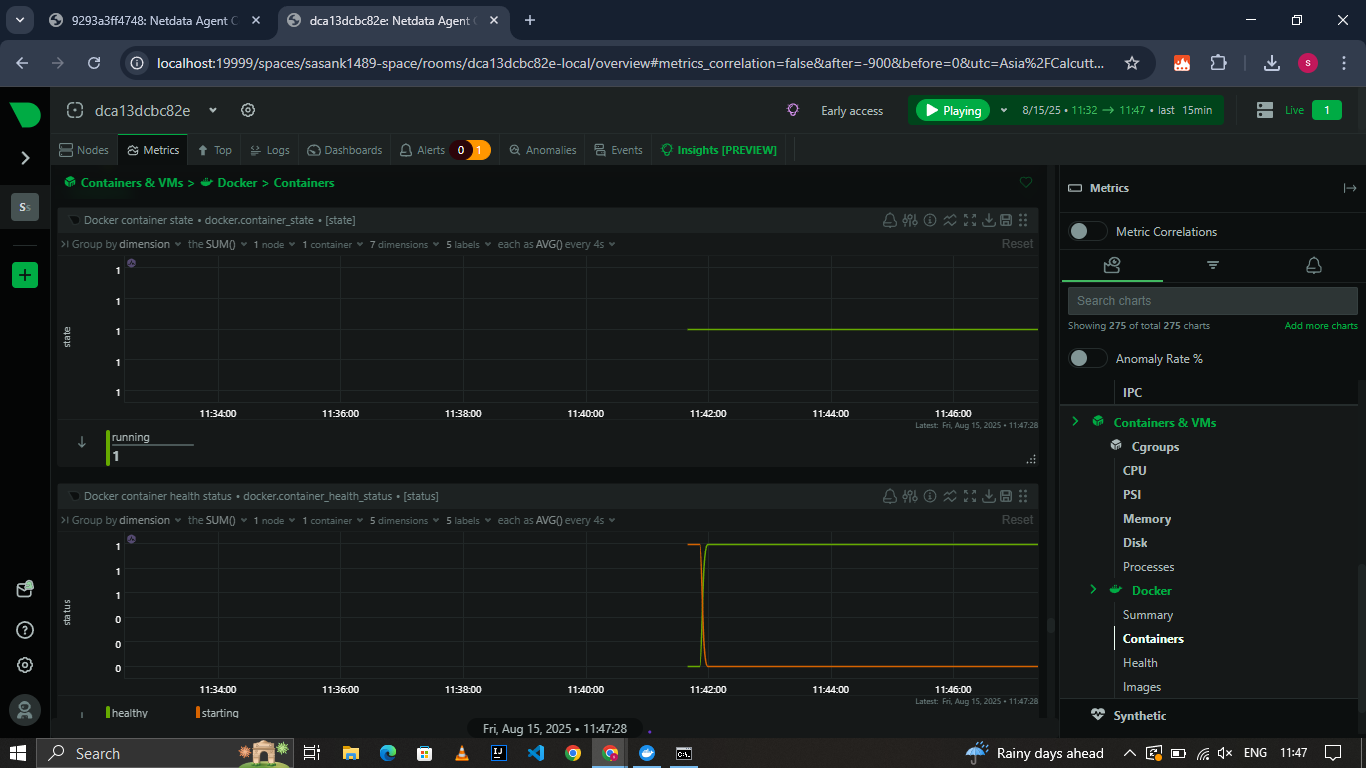 9293a3ff4748: Netdata Agent C
dca13dcbc82e: Netdata Agent C
localhost:19999/spaces/sasank1489-space/rooms/dca13dcbc82e-local/overview#metrics_correlation=false&after=-900&before=0&utc=Asia%2FCalcutt...
s
dca13dcbc82e
Early access
Playing
8/15/25 • 11:32 → 11:47 • last 15min
Live
1
Nodes
Metrics
Top
Logs
Dashboards
Alerts
0
1
Anomalies
Events
Insights [PREVIEW]
Ss
Containers & VMs > Docker > Containers
Docker container state • docker.container_state • [state]
Group by dimension the SUM() 1 node 1 container 7 dimensions 5 labels each as AVG() every 4s
Reset
1
1
1
1
1
state
11:34:00 11:36:00 11:38:00 11:40:00 11:42:00 11:44:00 11:46:00
Latest: Fri, Aug 15, 2025 • 11:47:28
running
1
Docker container health status • docker.container_health_status • [status]
Group by dimension the SUM() 1 node 1 container 5 dimensions 5 labels each as AVG() every 4s
Reset
1
1
1
0
0
0
status
11:34:00 11:36:00 11:38:00 11:40:00 11:42:00 11:44:00 11:46:00
Latest: Fri, Aug 15, 2025 • 11:47:28
healthy
starting
Fri, Aug 15, 2025 • 11:47:28
Metrics
Metric Correlations
Search charts
Showing 275 of total 275 charts
Add more charts
Anomaly Rate %
IPC
Containers & VMs
Cgroups
CPU
PSI
Memory
Disk
Processes
Docker
Summary
Containers
Health
Images
Synthetic
Search
Rainy days ahead
ENG
11:47